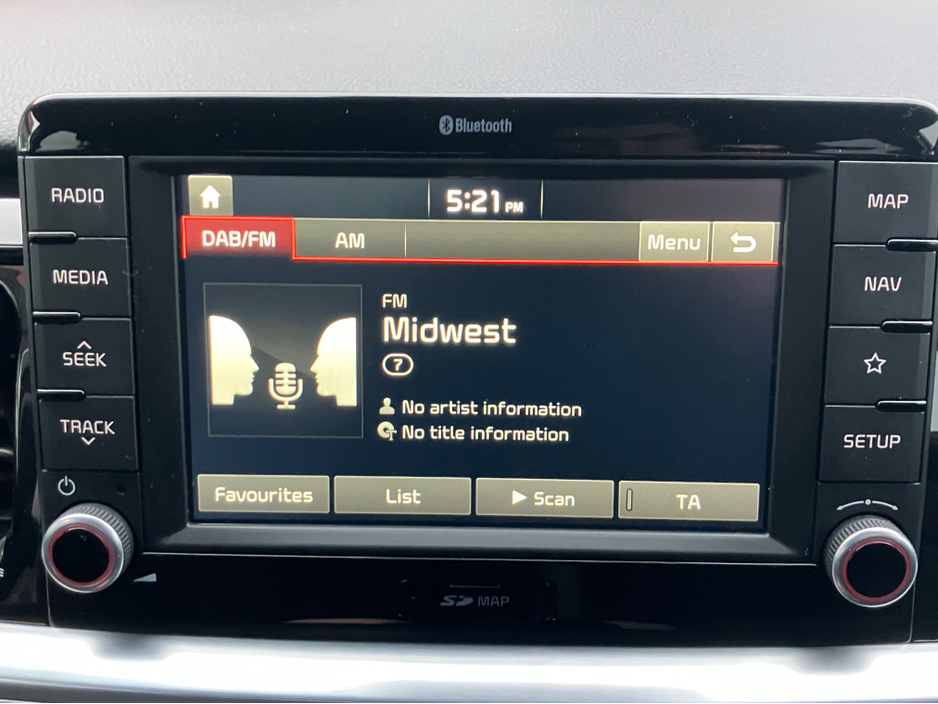 Bluetooth
RADIO
MEDIA
SEEK
TRACK
5:21 PM
DAB/FM
AM
Menu
FM
Midwest
7
No artist information
No title information
Favourites
List
Scan
TA
MAP
NAV
SETUP
SD MAP